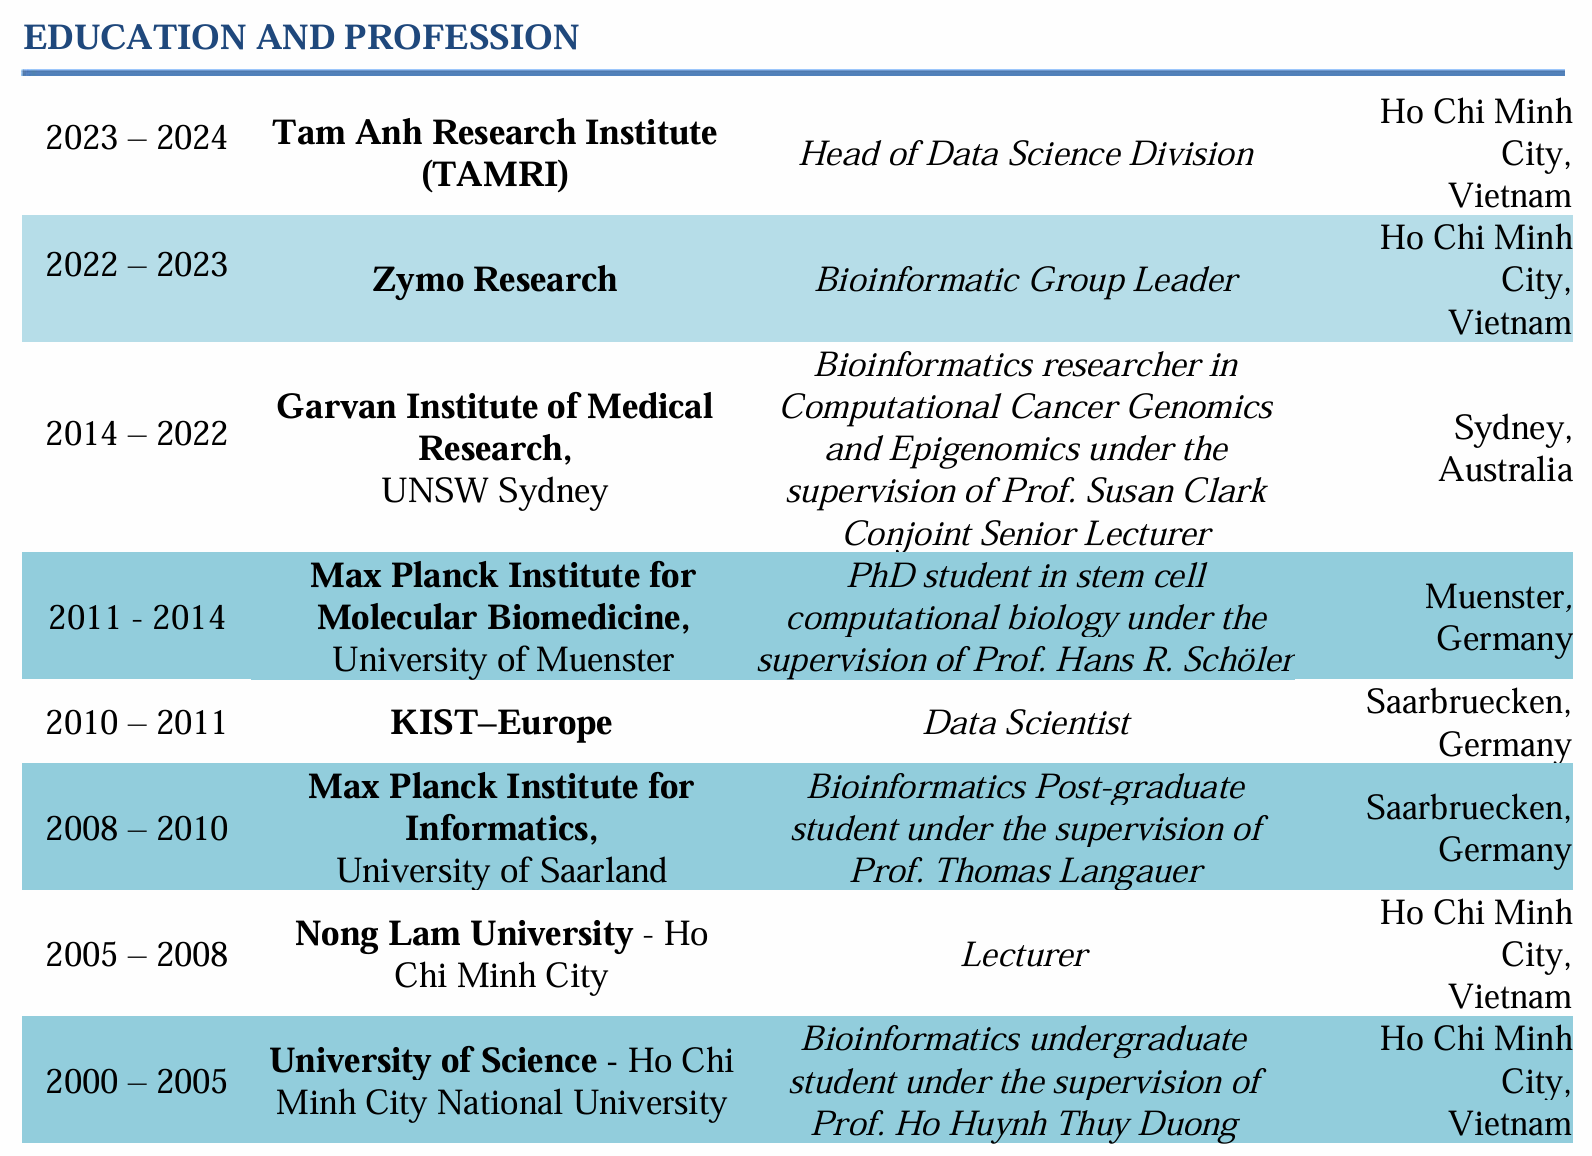 EDUCATION AND PROFESSION
2023 – 2024
Tam Anh Research Institute
(TAMRI)
Head of Data Science Division
Ho Chi Minh
City,
Vietnam
2022 – 2023
Zymo Research
Bioinformatic Group Leader
Ho Chi Minh
City,
Vietnam
2014 – 2022
Garvan Institute of Medical
Research,
UNSW Sydney
Bioinformatics researcher in
Computational Cancer Genomics
and Epigenomics under the
supervision of Prof. Susan Clark
Conjoint Senior Lecturer
Sydney,
Australia
2011 - 2014
Max Planck Institute for
Molecular Biomedicine,
University of Muenster
PhD student in stem cell
computational biology under the
supervision of Prof. Hans R. Schöler
Muenster,
Germany
2010 – 2011
KIST–Europe
Data Scientist
Saarbruecken,
Germany
2008 – 2010
Max Planck Institute for
Informatics,
University of Saarland
Bioinformatics Post-graduate
student under the supervision of
Prof. Thomas Langauer
Saarbruecken,
Germany
2005 – 2008
Nong Lam University - Ho
Chi Minh City
Lecturer
Ho Chi Minh
City,
Vietnam
2000 – 2005
University of Science - Ho Chi
Minh City National University
Bioinformatics undergraduate
student under the supervision of
Prof. Ho Huynh Thuy Duong
Ho Chi Minh
City,
Vietnam